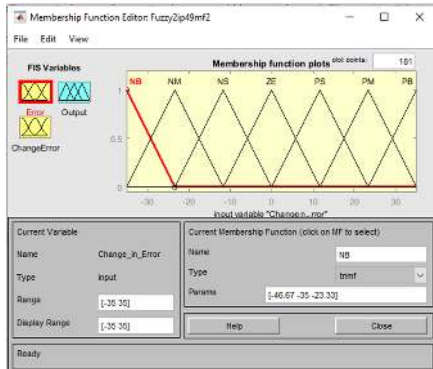 Membership Function Editor: Fuzzy2ip49mf2
File Edit View
FIS Variables
Membership function plots plot points: 181
NB NM NS ZE PS PM PB
Error Output
ChangeError
1
0.5
0
-30 -20 -10 0 10 20 30
input variable "Change
Current Variable
Name Change_in_Error
Type input
Range [-35 35]
Display Range [-35 35]
Current Membership Function (click on MF to select)
Name NB
Type trimf
Params [-46.67 -35 -23.33]
Help Close
Ready